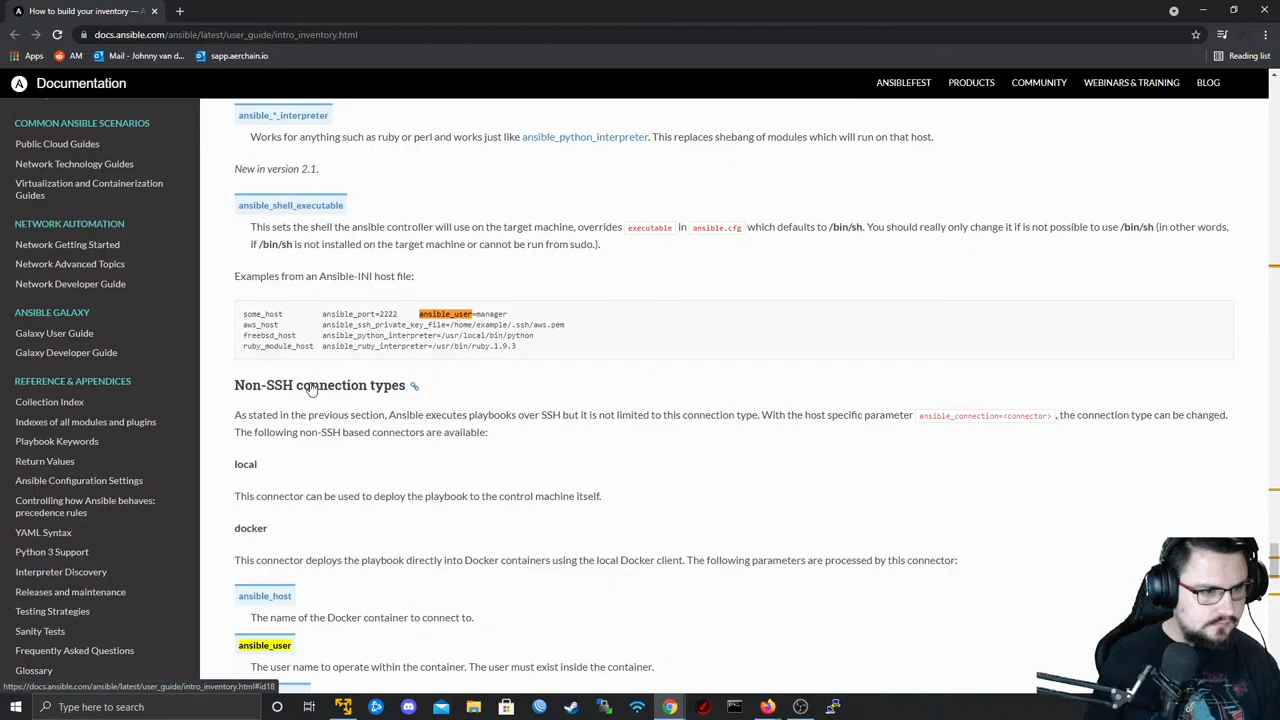 How to build your inventory — A
docs.ansible.com/ansible/latest/user_guide/intro_inventory.html
Apps
AM
Mail - Johnny van d...
sapp.aerchain.io
Reading list
Documentation
ANSIBLEFEST
PRODUCTS
COMMUNITY
WEBINARS & TRAINING
BLOG
COMMON ANSIBLE SCENARIOS
Public Cloud Guides
Network Technology Guides
Virtualization and Containerization
Guides
NETWORK AUTOMATION
Network Getting Started
Network Advanced Topics
Network Developer Guide
ANSIBLE GALAXY
Galaxy User Guide
Galaxy Developer Guide
REFERENCE & APPENDICES
Collection Index
Indexes of all modules and plugins
Playbook Keywords
Return Values
Ansible Configuration Settings
Controlling how Ansible behaves:
precedence rules
YAML Syntax
Python 3 Support
Interpreter Discovery
Releases and maintenance
Testing Strategies
Sanity Tests
Frequently Asked Questions
Glossary
ansible_*_interpreter
Works for anything such as ruby or perl and works just like ansible_python_interpreter. This replaces shebang of modules which will run on that host.
New in version 2.1.
ansible_shell_executable
This sets the shell the ansible controller will use on the target machine, overrides executable in ansible.cfg which defaults to /bin/sh. You should really only change it if is not possible to use /bin/sh (in other words,
if /bin/sh is not installed on the target machine or cannot be run from sudo.).
Examples from an Ansible-INI host file:
some_host ansible_port=2222 ansible_user=manager
aws_host ansible_ssh_private_key_file=/home/example/.ssh/aws.pem
freebsd_host ansible_python_interpreter=/usr/local/bin/python
ruby_module_host ansible_ruby_interpreter=/usr/bin/ruby.1.9.3
Non-SSH connection types
As stated in the previous section, Ansible executes playbooks over SSH but it is not limited to this connection type. With the host specific parameter ansible_connection=<connector>, the connection type can be changed.
The following non-SSH based connectors are available:
local
This connector can be used to deploy the playbook to the control machine itself.
docker
This connector deploys the playbook directly into Docker containers using the local Docker client. The following parameters are processed by this connector:
ansible_host
The name of the Docker container to connect to.
ansible_user
The user name to operate within the container. The user must exist inside the container.
https://docs.ansible.com/ansible/latest/user_guide/intro_inventory.html#id18
Type here to search